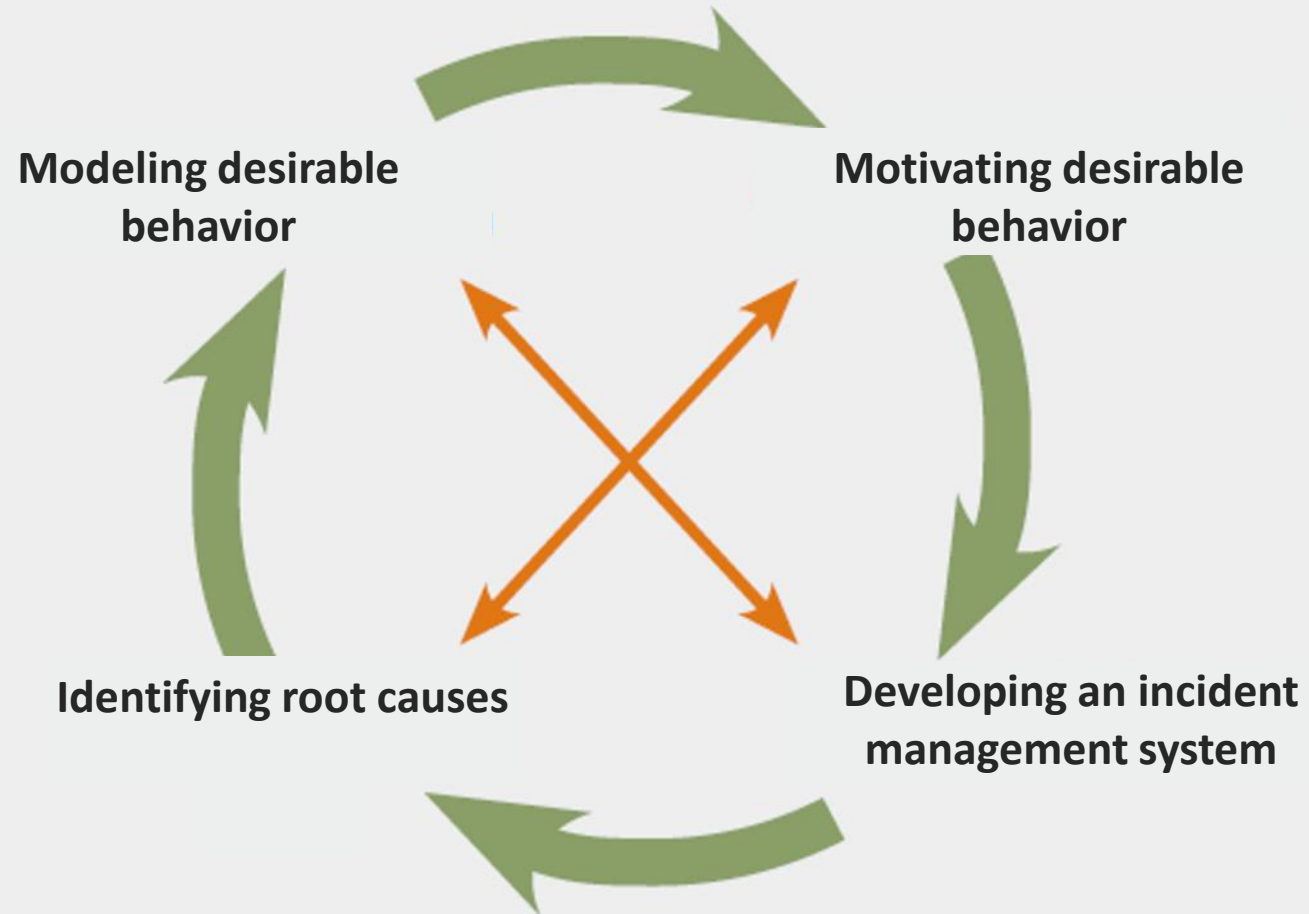 Modeling desirable
behavior
Motivating desirable
behavior
Identifying root causes
Developing an incident
management system